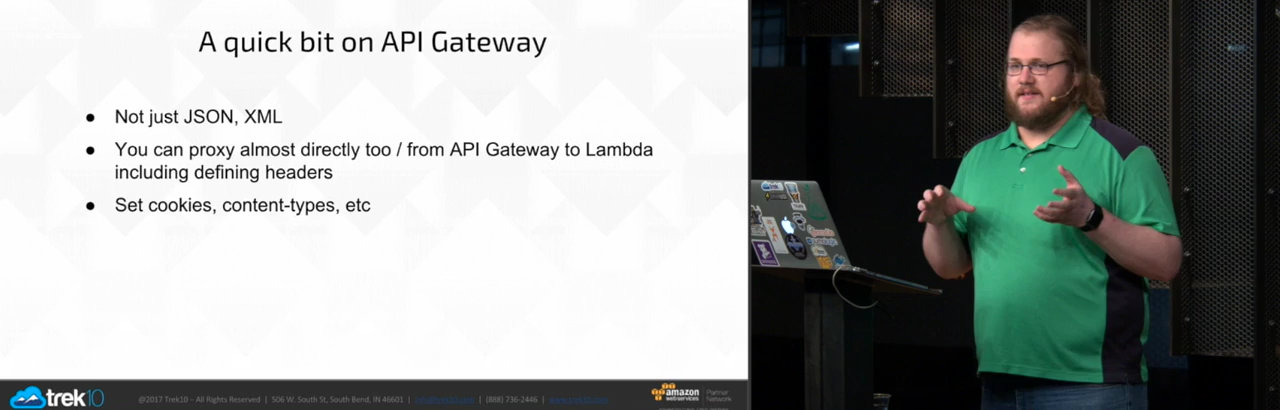 A quick bit on API Gateway
● Not just JSON, XML
● You can proxy almost directly too / from API Gateway to Lambda
including defining headers
● Set cookies, content-types, etc
trek10
@2017 Trek10 – All Rights Reserved | 506 W. South St, South Bend, IN 46601 | | (888) 736-2446 |
amazon
web services
Partner
Network